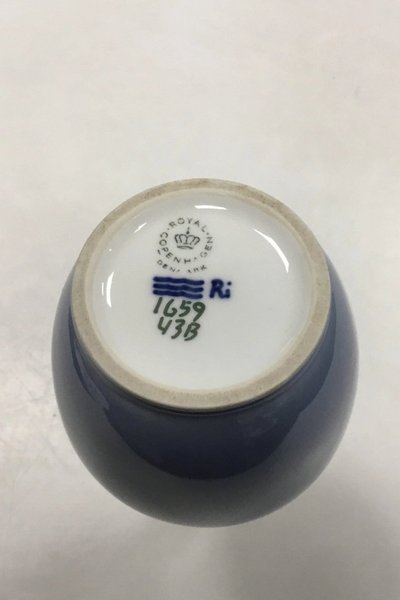 ROYAL
COPENHAGEN
DENMARK
Ri
1659
43B